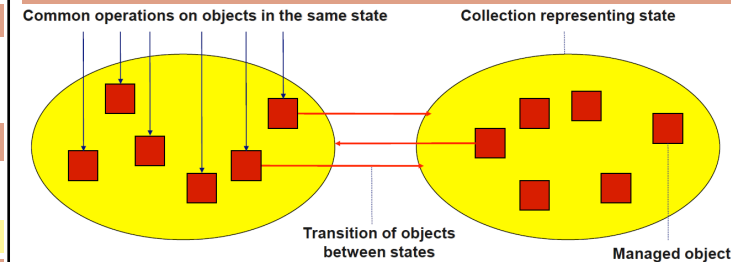 Common operations on objects in the same state
Collection representing state
Transition of objects
between states
Managed object